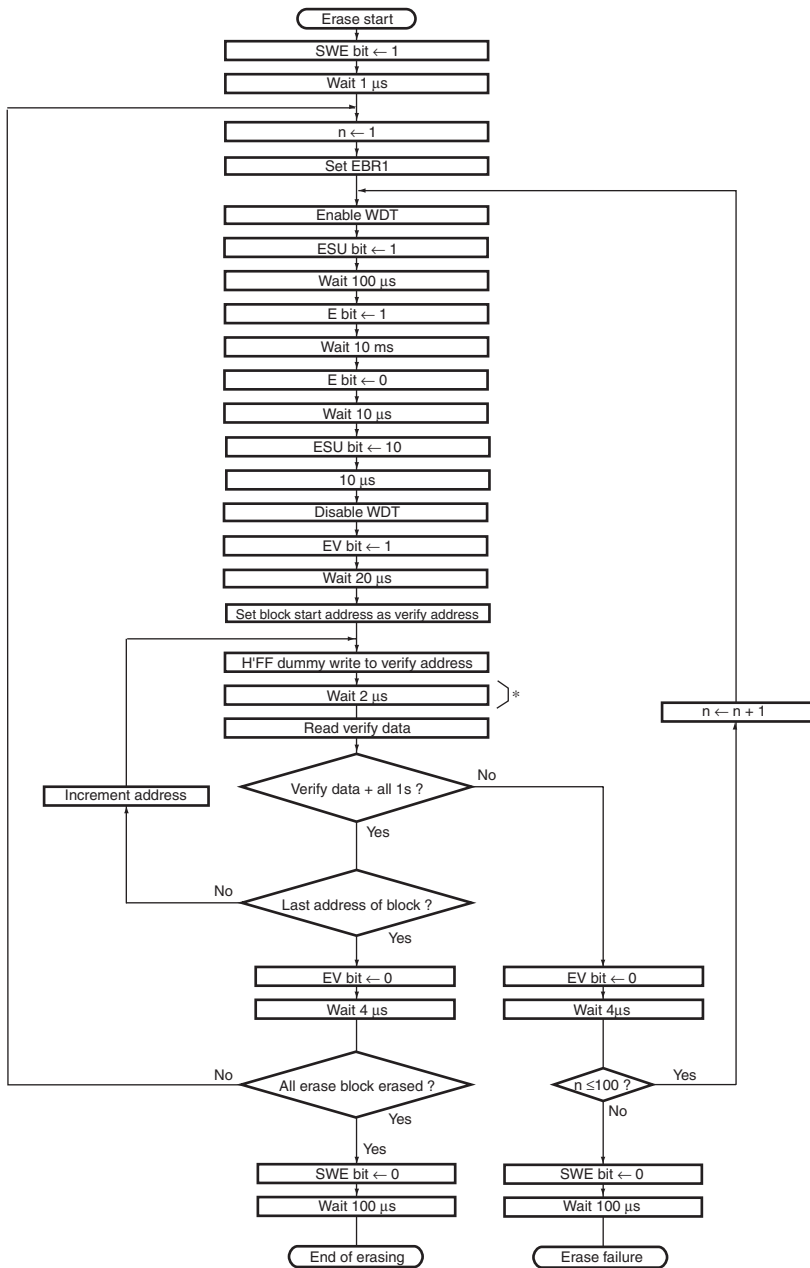 Erase start
SWE bit ← 1
Wait 1 μs
n ← 1
Set EBR1
Enable WDT
ESU bit ← 1
Wait 100 μs
E bit ← 1
Wait 10 ms
E bit ← 0
Wait 10 μs
ESU bit ← 10
10 μs
Disable WDT
EV bit ← 1
Wait 20 μs
Set block start address as verify address
H'FF dummy write to verify address
Wait 2 μs
*
n ← n + 1
Read verify data
Verify data + all 1s ?
No
Increment address
Yes
No
Last address of block ?
Yes
EV bit ← 0
EV bit ← 0
Wait 4 μs
Wait 4μs
No
All erase block erased ?
n ≤100 ?
Yes
Yes
No
Yes
SWE bit ← 0
SWE bit ← 0
Wait 100 μs
Wait 100 μs
End of erasing
Erase failure